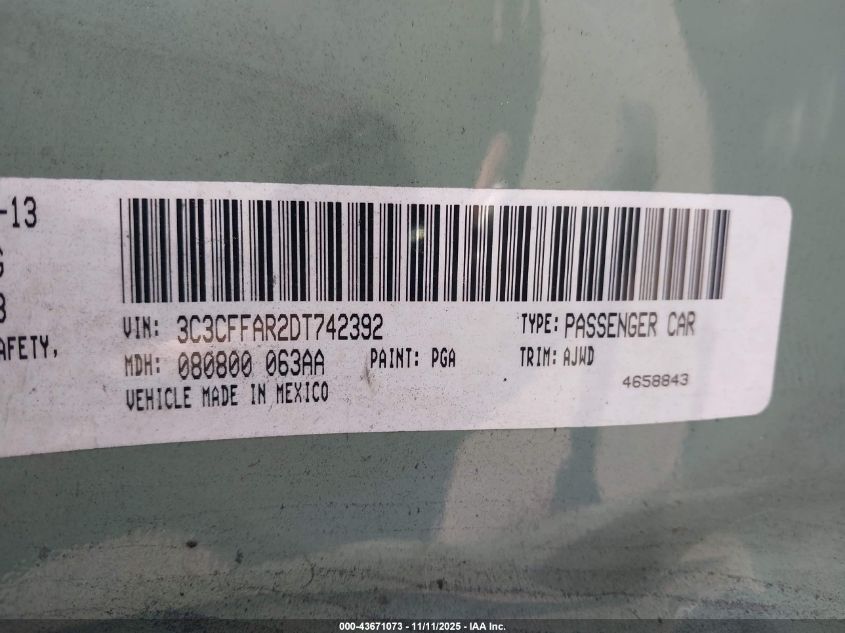 -13
AFETY,
VIN: 3C3CFFAR2DT742392
TYPE: PASSENGER CAR
MDH: 080800 063AA
PAINT: PGA
TRIM: AJWD
VEHICLE MADE IN MEXICO
4658843
000-43671073 - 11/11/2025 - IAA Inc.